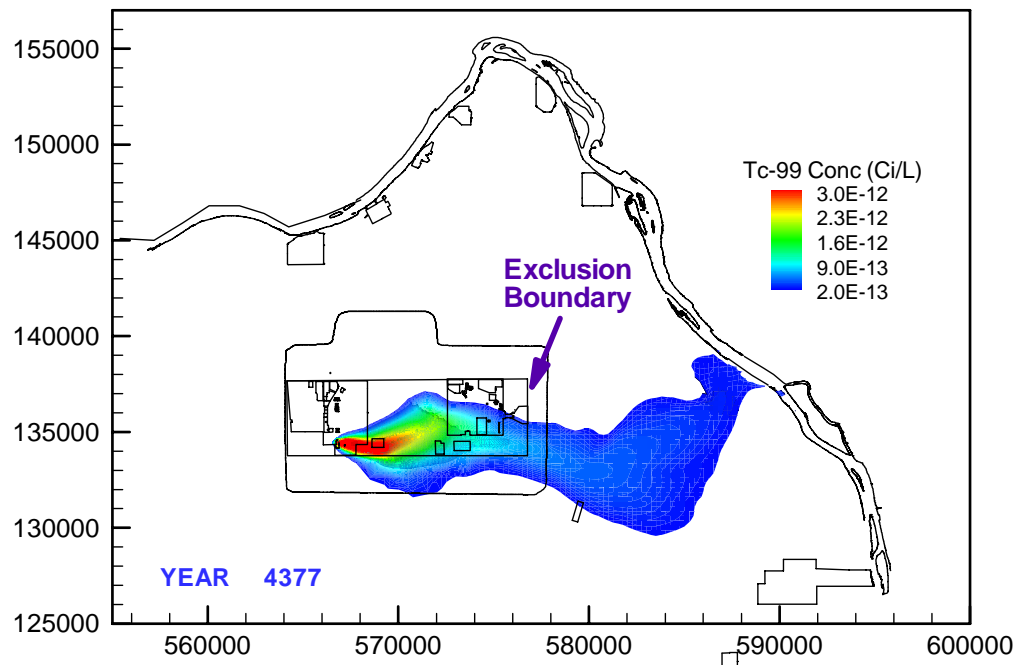 155000
150000
145000
140000
135000
130000
125000
560000
570000
580000
590000
600000
Tc-99 Conc (Ci/L)
3.0E-12
2.3E-12
1.6E-12
9.0E-13
2.0E-13
Exclusion
Boundary
YEAR 4377